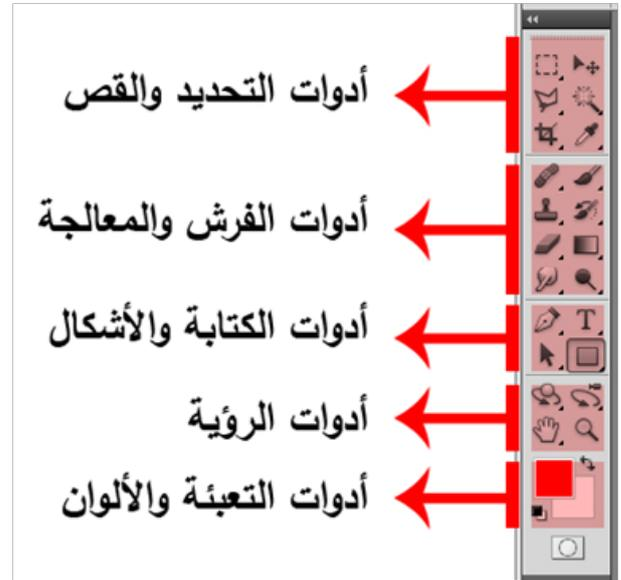 أدوات التحديد والقص
أدوات الفرش والمعالجة
أدوات الكتابة والأشكال
أدوات الرؤية
أدوات التعبئة والألوان